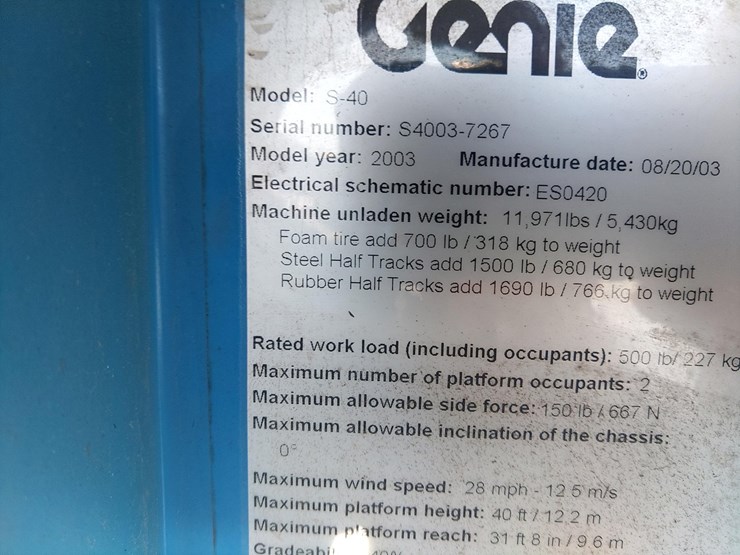 Genie
Model: S-40
Serial number: S4003-7267
Model year: 2003 Manufacture date: 08/20/03
Electrical schematic number: ES0420
Machine unladen weight: 11,971lbs / 5,430kg
Foam tire add 700 lb / 318 kg to weight
Steel Half Tracks add 1500 lb / 680 kg to weight
Rubber Half Tracks add 1690 lb / 766 kg to weight
Rated work load (including occupants): 500 lb/ 227 kg
Maximum number of platform occupants: 2
Maximum allowable side force: 150 lb / 667 N
Maximum allowable inclination of the chassis:
0°
Maximum wind speed: 28 mph - 12.5 m/s
Maximum platform height: 40 ft / 12.2 m
Maximum platform reach: 31 ft 8 in / 9.6 m